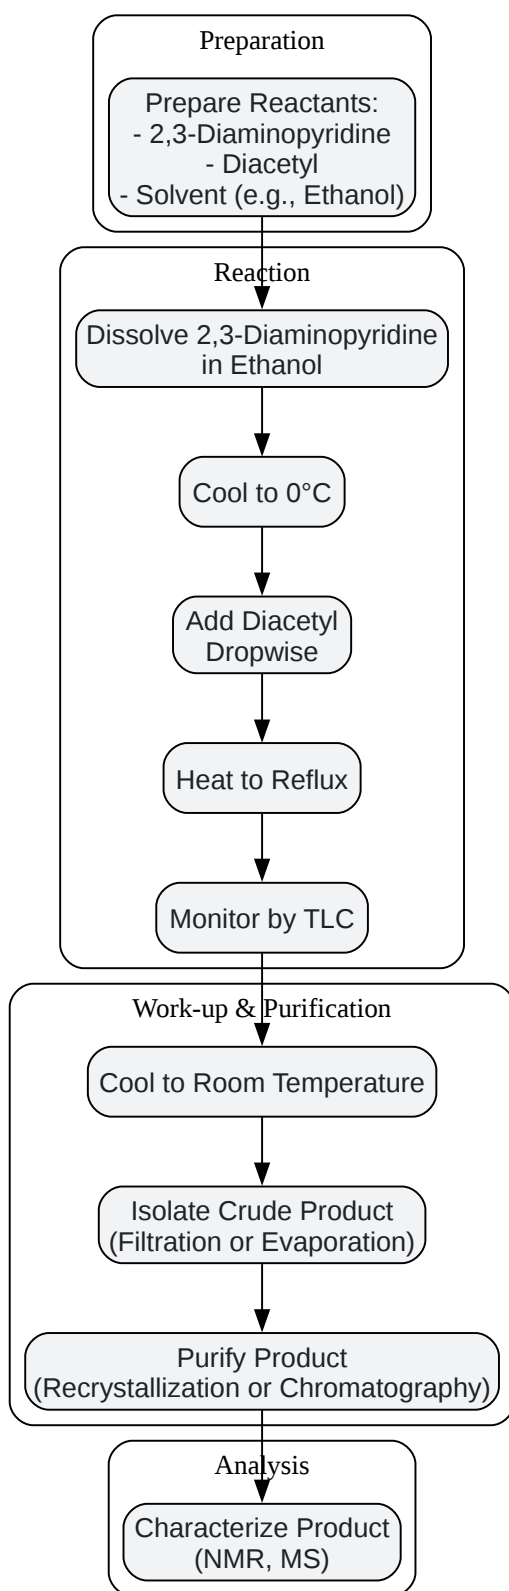 Preparation
Prepare Reactants:
- 2,3-Diaminopyridine
- Diacetyl
- Solvent (e.g., Ethanol)
Reaction
Dissolve 2,3-Diaminopyridine
in Ethanol
Cool to 0°C
Add Diacetyl
Dropwise
Heat to Reflux
Monitor by TLC
Work-up & Purification
Cool to Room Temperature
Isolate Crude Product
(Filtration or Evaporation)
Purify Product
(Recrystallization or Chromatography)
Analysis
Characterize Product
(NMR, MS)